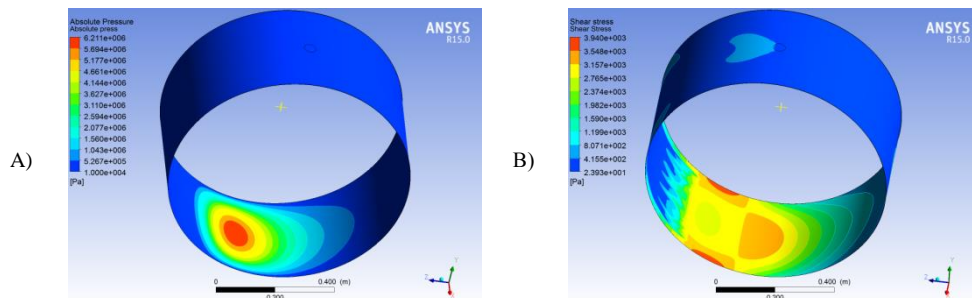 A)
Absolute Pressure
Absolute press
6.211e+006
5.694e+006
5.177e+006
4.661e+006
4.144e+006
3.627e+006
3.110e+006
2.594e+006
2.077e+006
1.560e+006
1.043e+006
5.267e+005
1.000e+004
[Pa]
ANSYS
R15.0
0 0.400 (m)
0.200
Z Y X
B)
Shear stress
Shear Stress
3.940e+003
3.548e+003
3.157e+003
2.765e+003
2.374e+003
1.982e+003
1.590e+003
1.199e+003
8.071e+002
4.155e+002
2.393e+001
[Pa]
ANSYS
R15.0
0 0.400 (m)
0.200
Z Y